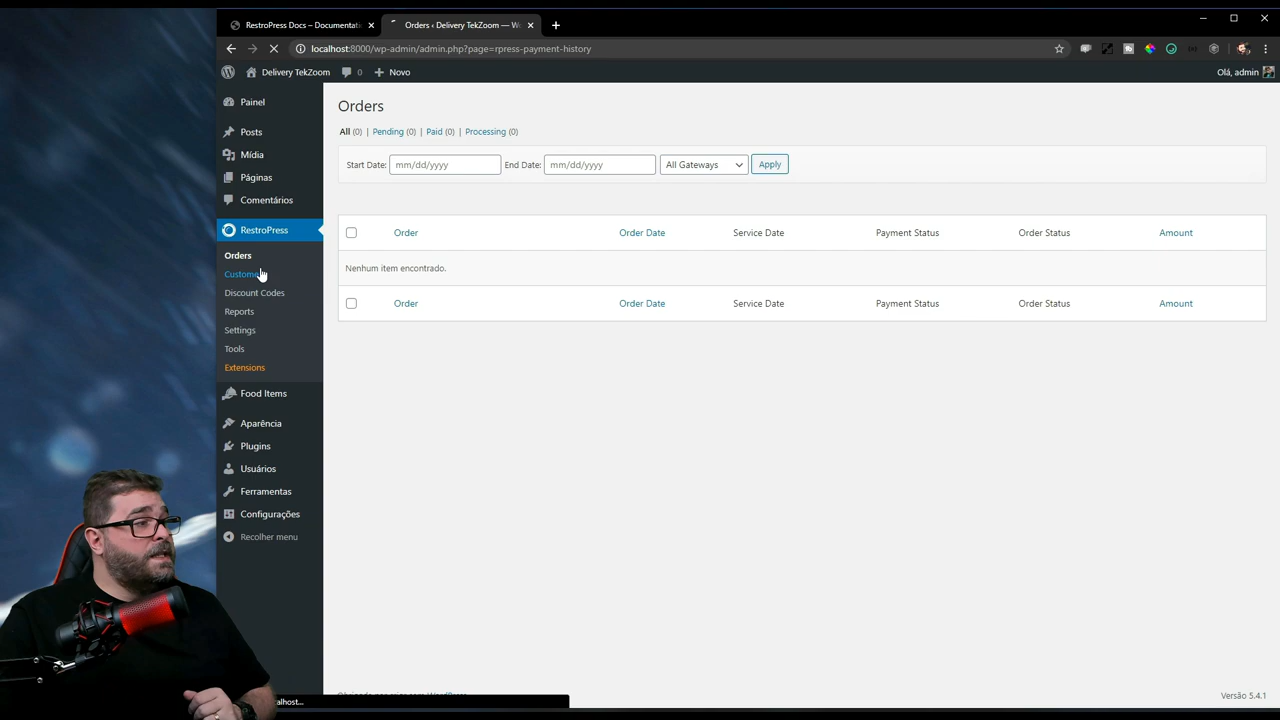 RestroPress Docs – Documentati
Orders ‹ Delivery TekZoom — Wo
localhost:8000/wp-admin/admin.php?page=rpress-payment-history
Delivery TekZoom
0
Novo
Olá, admin
Painel
Posts
Mídia
Páginas
Comentários
RestroPress
Orders
Custome
Discount Codes
Reports
Settings
Tools
Extensions
Food Items
Aparência
Plugins
Usuários
Ferramentas
Configurações
Recolher menu
Orders
All (0) | Pending (0) | Paid (0) | Processing (0)
Start Date: mm/dd/yyyy End Date: mm/dd/yyyy All Gateways Apply
Order Order Date Service Date Payment Status Order Status Amount
Nenhum item encontrado.
Order Order Date Service Date Payment Status Order Status Amount
Versão 5.4.1
alhost...